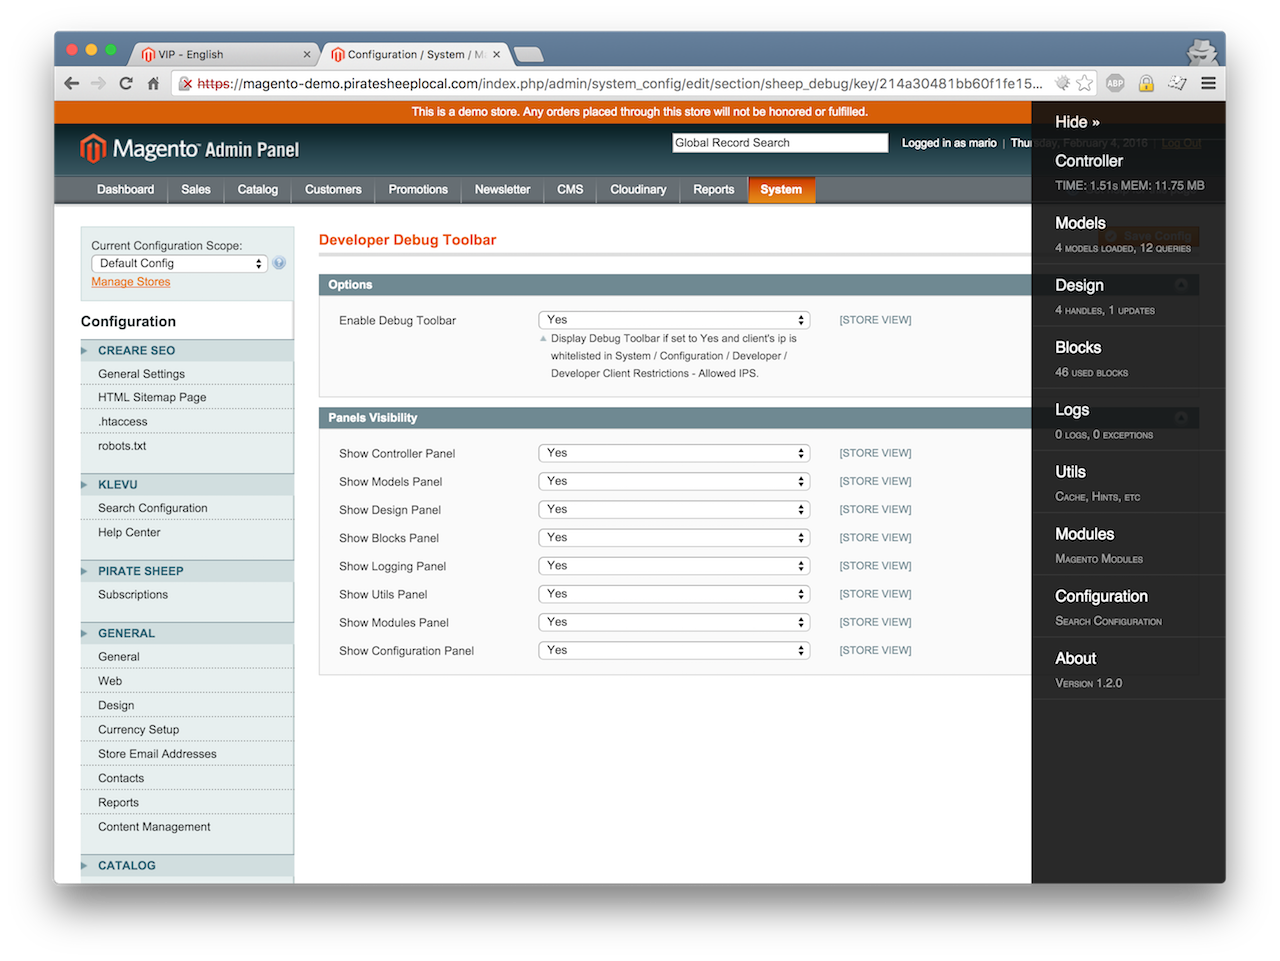 VIP - English
Configuration / System / M
https://magento-demo.piratesheeplocal.com/index.php/admin/system_config/edit/section/sheep_debug/key/214a30481bb60f1fe15...
ABP
This is a demo store. Any orders placed through this store will not be honored or fulfilled.
Magento Admin Panel
Global Record Search
Logged in as mario | Thursday, February 4, 2016 | Log Out
Dashboard Sales Catalog Customers Promotions Newsletter CMS Cloudinary Reports System
Current Configuration Scope:
Default Config
Manage Stores
Configuration
CREARE SEO
General Settings
HTML Sitemap Page
.htaccess
robots.txt
KLEVU
Search Configuration
Help Center
PIRATE SHEEP
Subscriptions
GENERAL
General
Web
Design
Currency Setup
Store Email Addresses
Contacts
Reports
Content Management
CATALOG
Developer Debug Toolbar
Save Config
Options
Enable Debug Toolbar Yes [STORE VIEW]
Display Debug Toolbar if set to Yes and client's ip is
whitelisted in System / Configuration / Developer /
Developer Client Restrictions - Allowed IPS.
Panels Visibility
Show Controller Panel Yes [STORE VIEW]
Show Models Panel Yes [STORE VIEW]
Show Design Panel Yes [STORE VIEW]
Show Blocks Panel Yes [STORE VIEW]
Show Logging Panel Yes [STORE VIEW]
Show Utils Panel Yes [STORE VIEW]
Show Modules Panel Yes [STORE VIEW]
Show Configuration Panel Yes [STORE VIEW]
Hide »
Controller
TIME: 1.51s MEM: 11.75 MB
Models
4 MODELS LOADED, 12 QUERIES
Design
4 HANDLES, 1 UPDATES
Blocks
46 USED BLOCKS
Logs
0 LOGS, 0 EXCEPTIONS
Utils
CACHE, HINTS, ETC
Modules
MAGENTO MODULES
Configuration
SEARCH CONFIGURATION
About
VERSION 1.2.0